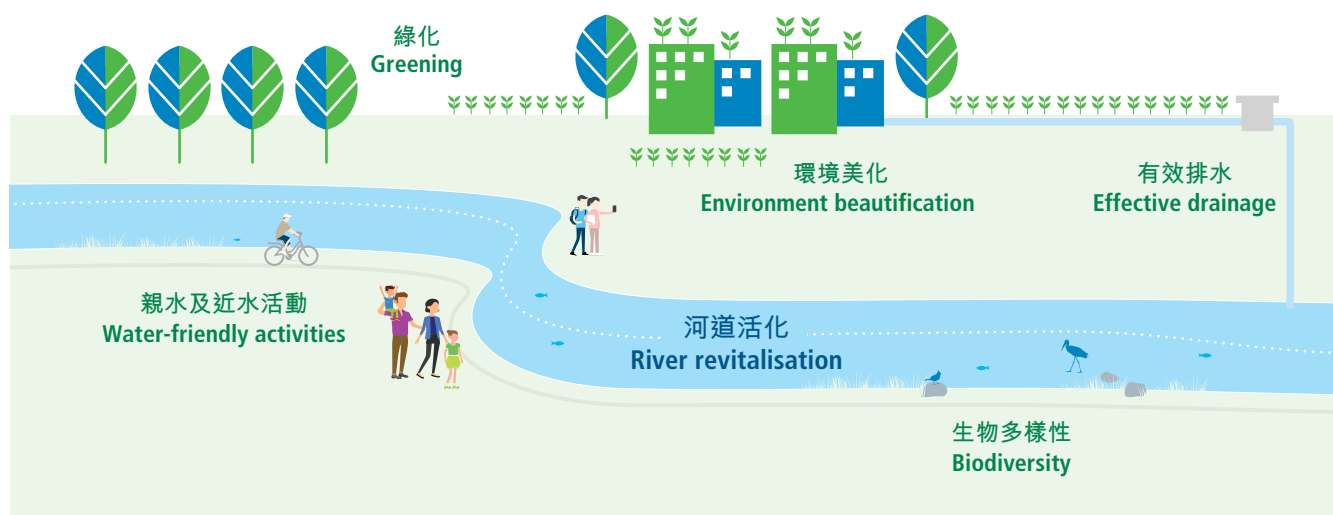 綠化
Greening
環境美化
Environment beautification
有效排水
Effective drainage
親水及近水活動
Water-friendly activities
河道活化
River revitalisation
生物多樣性
Biodiversity